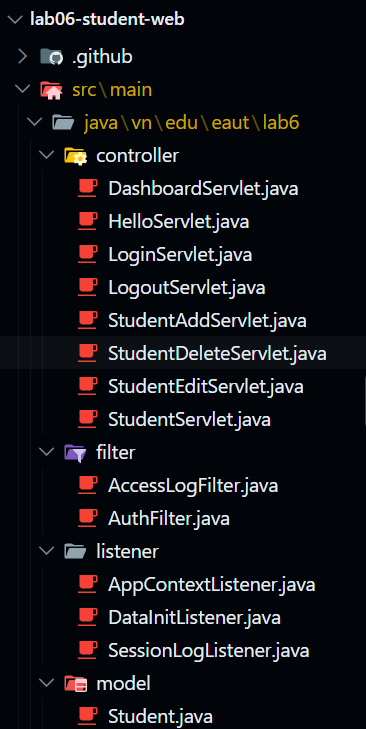 lab06-student-web
.github
src\main
java\vn\edu\eaut\lab6
controller
DashboardServlet.java
HelloServlet.java
LoginServlet.java
LogoutServlet.java
StudentAddServlet.java
StudentDeleteServlet.java
StudentEditServlet.java
StudentServlet.java
filter
AccessLogFilter.java
AuthFilter.java
listener
AppContextListener.java
DataInitListener.java
SessionLogListener.java
model
Student.java